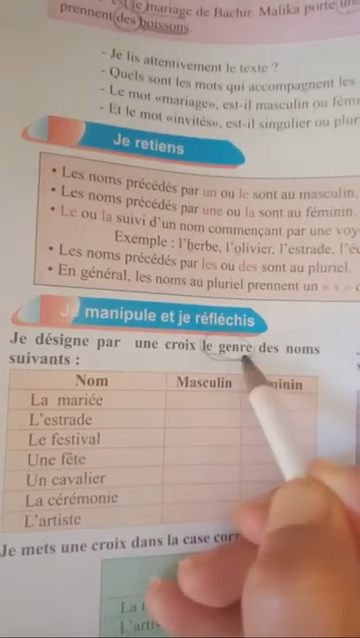 est le mariage de Bachir. Malika porte une
prennent des boissons.
- Je lis attentivement le texte ?
- Quels sont les mots qui accompagnent les
- Le mot «mariage», est-il masculin ou fém
- Et le mot «invités», est-il singulier ou plur
Je retiens
• Les noms précédés par un ou le sont au masculin.
• Les noms précédés par une ou la sont au féminin.
• Le ou la suivi d'un nom commençant par une voy
Exemple : l'herbe, l'olivier, l'estrade, l'é
• Les noms précédés par les ou des sont au pluriel.
• En général, les noms au pluriel prennent un « s »
Je manipule et je réfléchis
Je désigne par une croix le genre des noms
suivants :
Nom Masculin minin
La mariée
L'estrade
Le festival
Une fête
Un cavalier
La cérémonie
L'artiste
Je mets une croix dans la case corr
La
L'artis